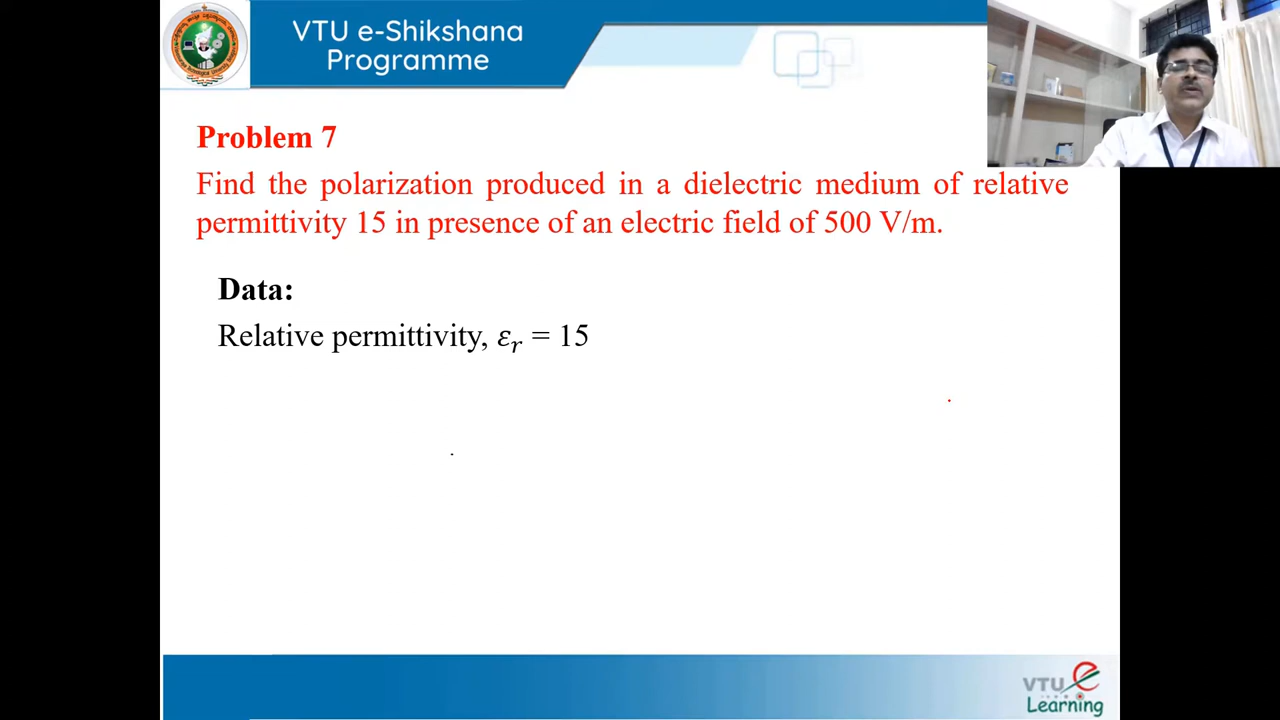 VTU e-Shikshana
Programme
Problem 7
Find the polarization produced in a dielectric medium of relative
permittivity 15 in presence of an electric field of 500 V/m.
Data:
Relative permittivity, 𝜀𝑟 = 15
VTU e
Learning